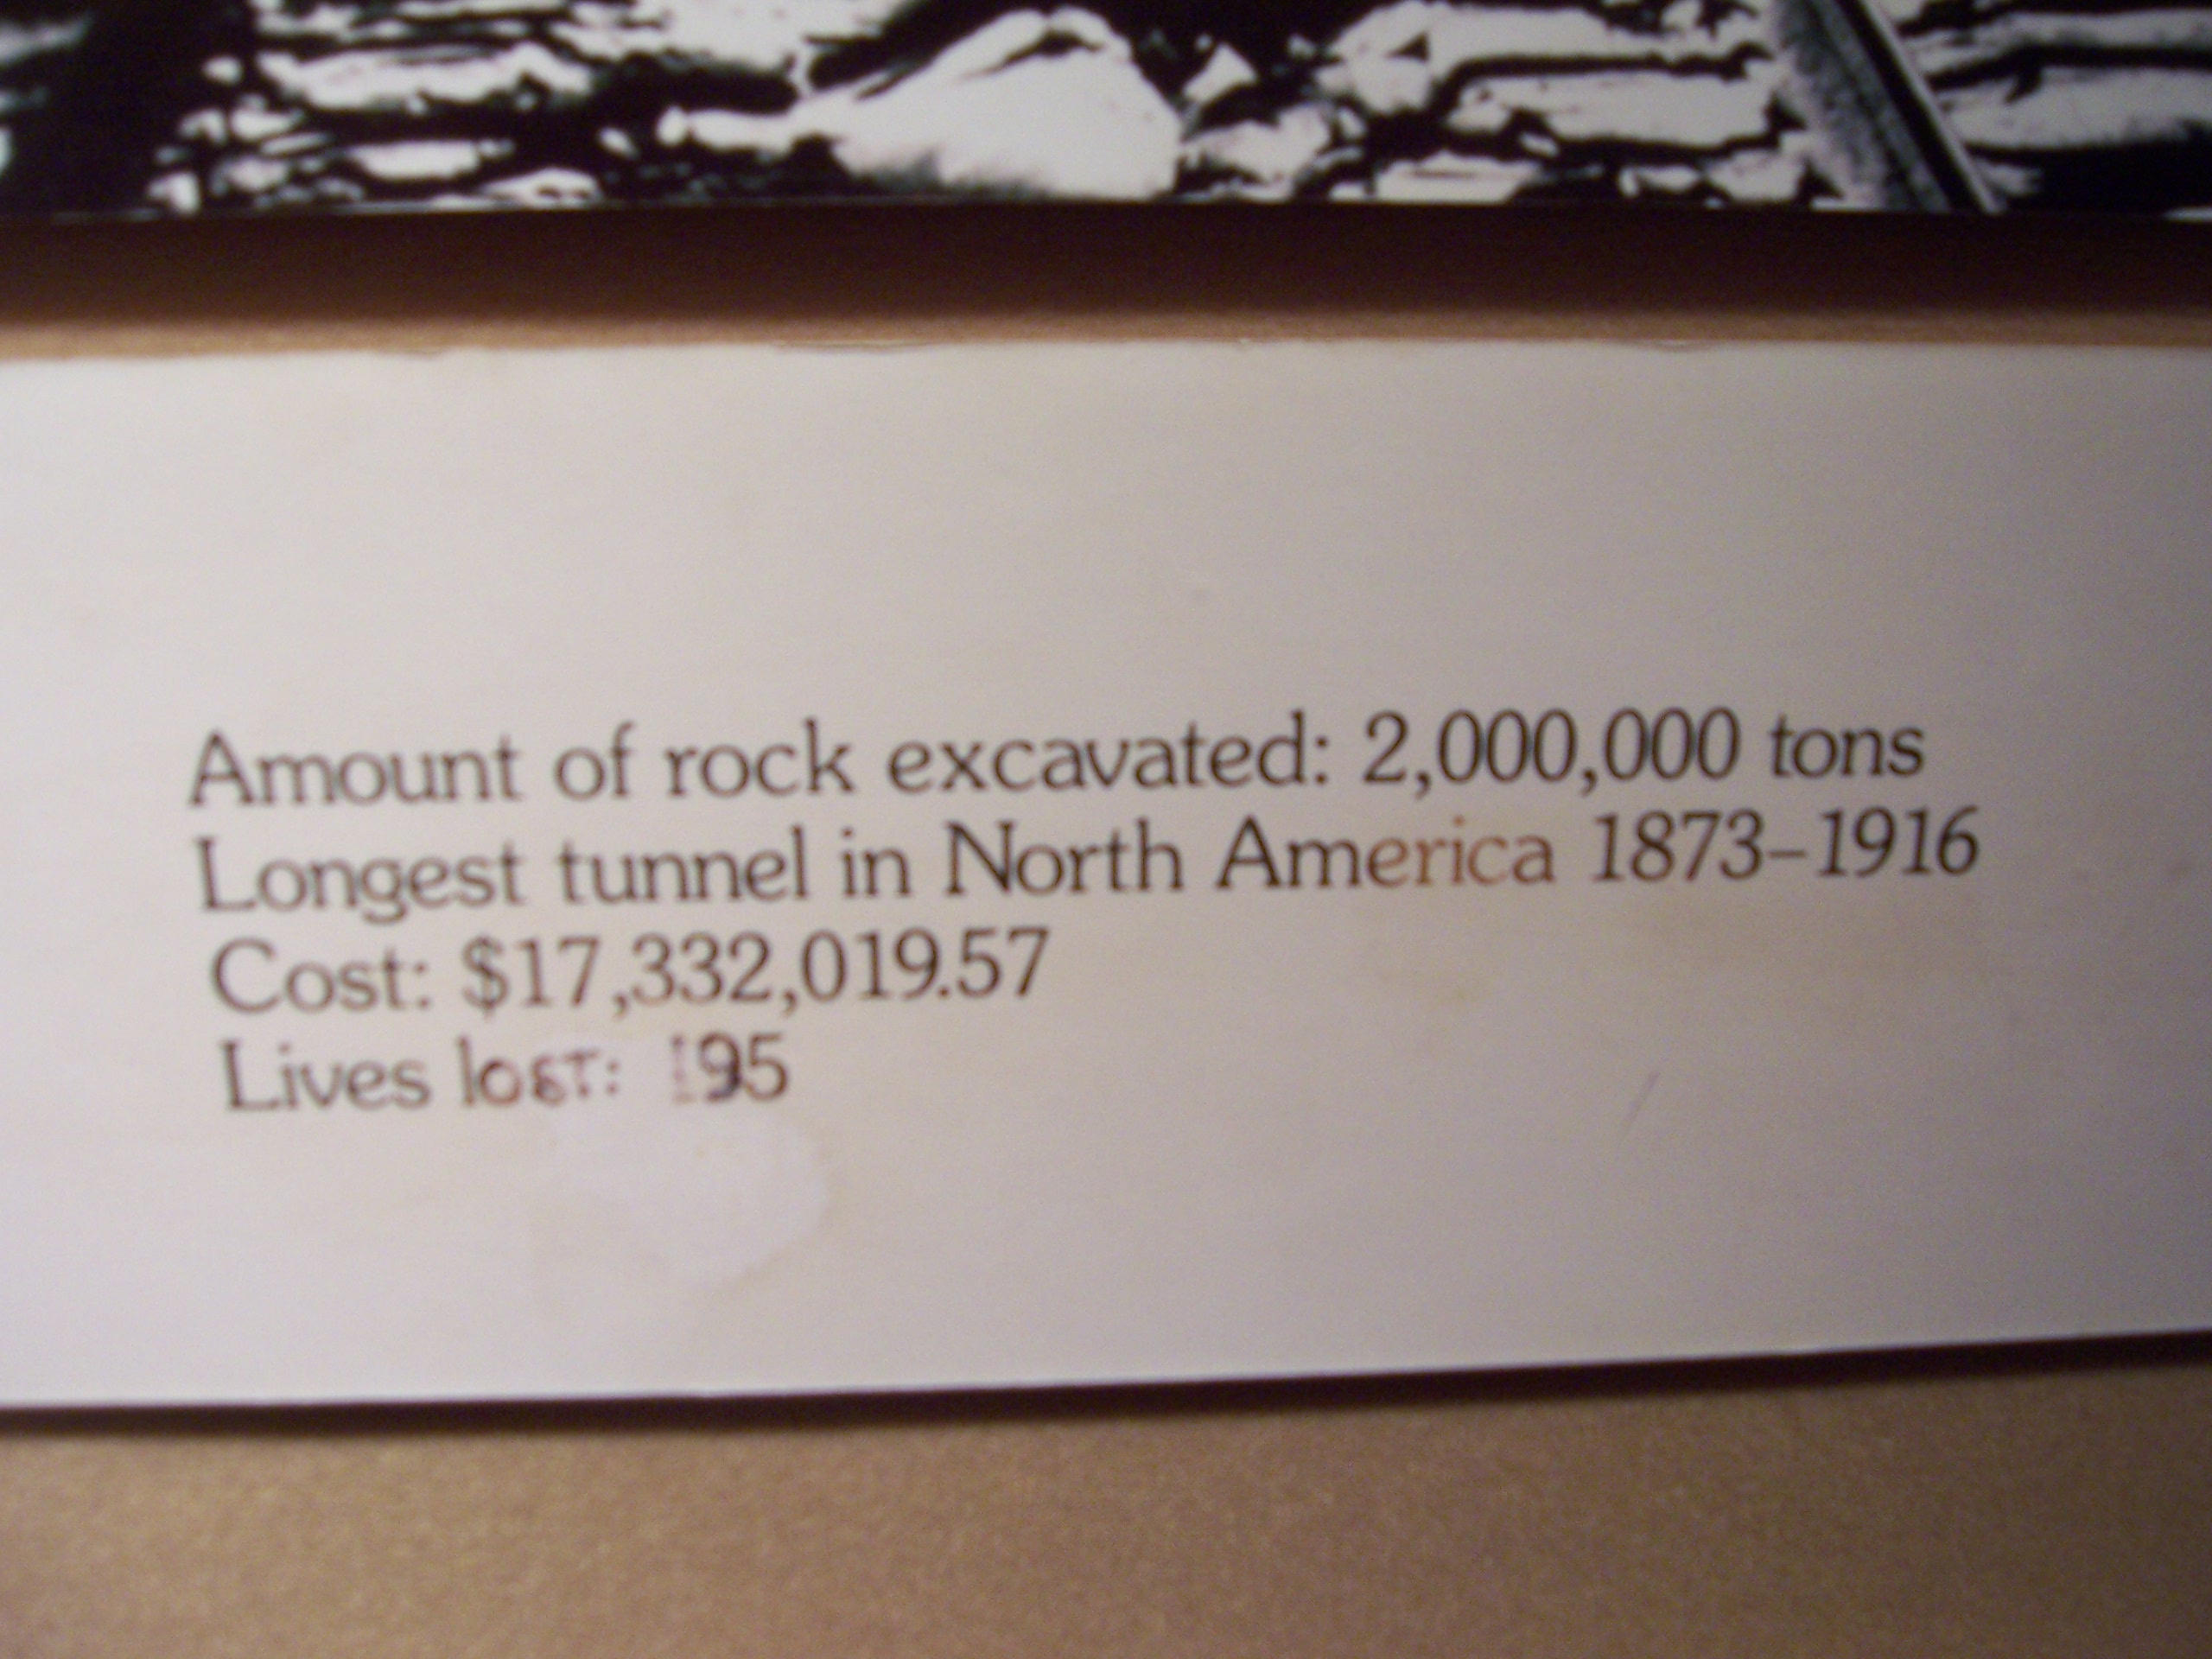 Amount of rock excavated: 2,000,000 tons
Longest tunnel in North America 1873–1916
Cost: $17,332,019.57
Lives losT: 195